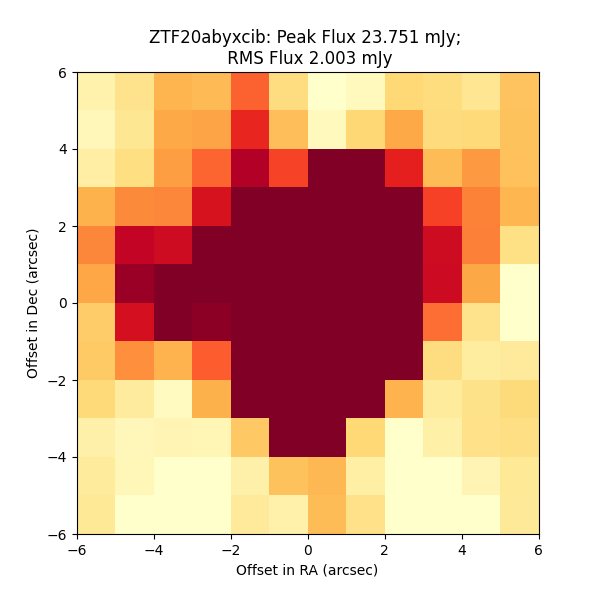 ZTF20abyxcib: Peak Flux 23.751 mJy;
RMS Flux 2.003 mJy
6
4
2
0
−2
−4
−6
Offset in Dec (arcsec)
−6 −4 −2 0 2 4 6
Offset in RA (arcsec)